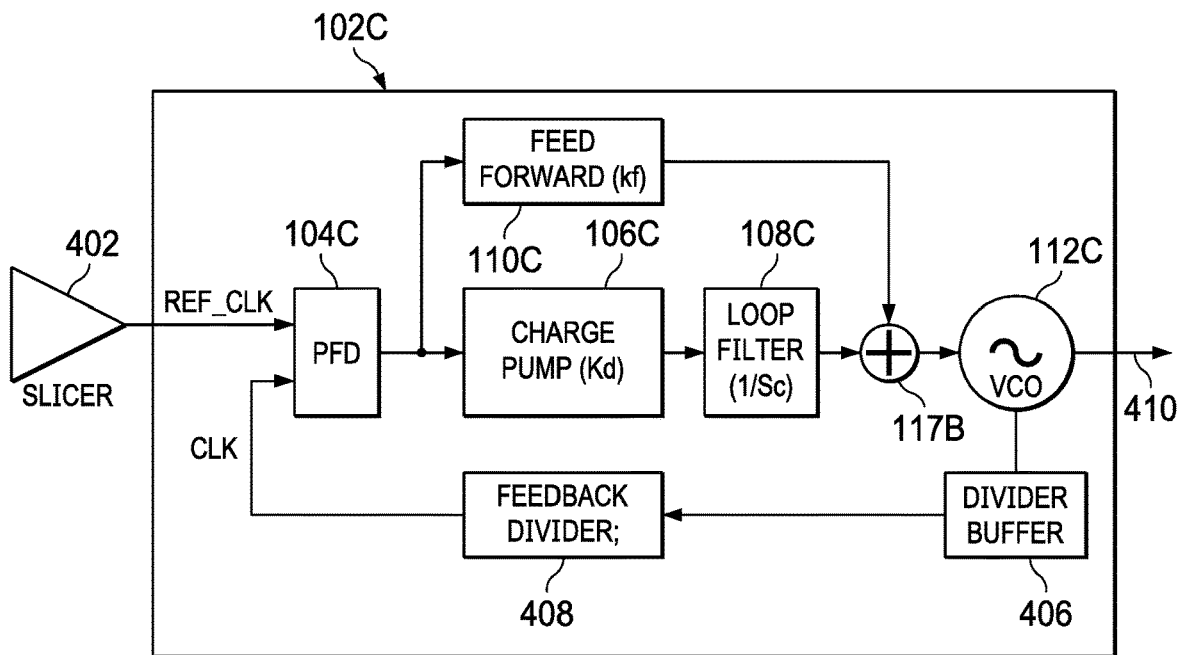 102C
FEED
FORWARD (kf)
402
104C
110C
106C
108C
112C
REF_CLK
PFD
CHARGE
PUMP (Kd)
LOOP
FILTER
(1/Sc)
VCO
SLICER
117B
410
CLK
FEEDBACK
DIVIDER;
DIVIDER
BUFFER
408
406